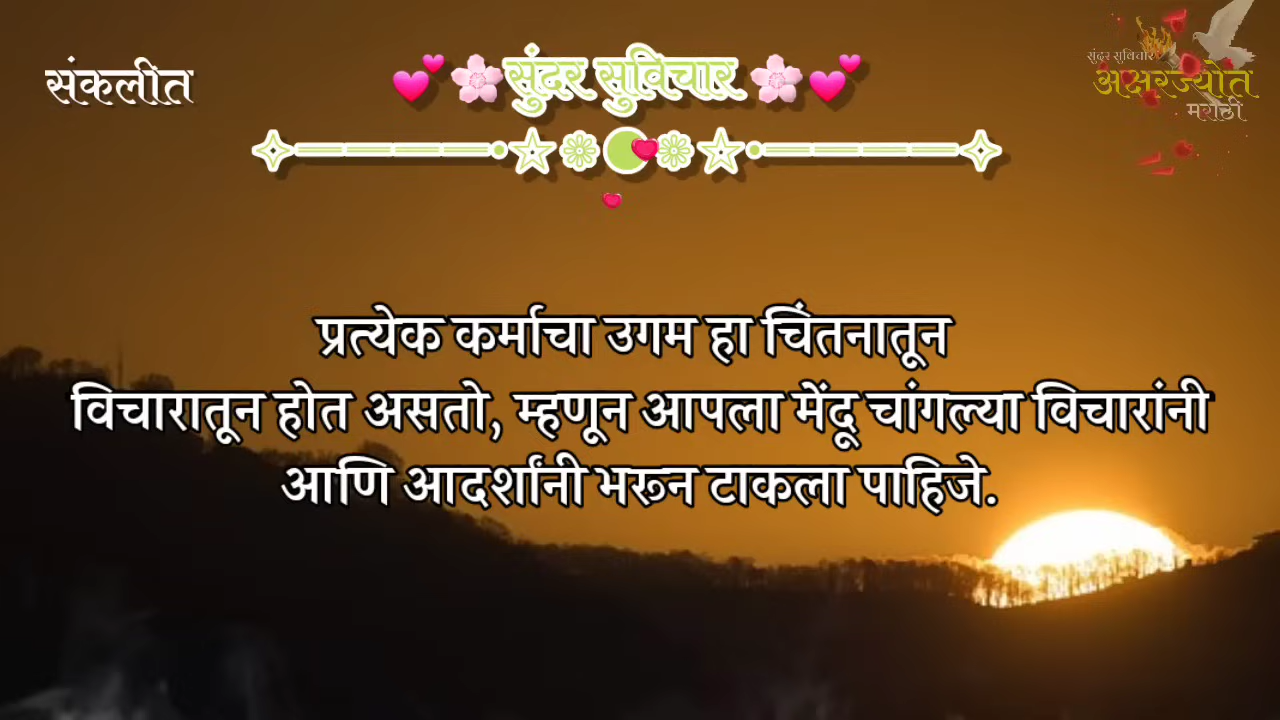 संकलीत
💕🌸सुंदर सुविचार🌸💕
सुंदर सुविचार
अक्षरज्योत
मराठी
प्रत्येक कर्माचा उगम हा चिंतनातून
विचारातून होत असतो, म्हणून आपला मेंदू चांगल्या विचारांनी
आणि आदर्शांनी भरून टाकला पाहिजे.